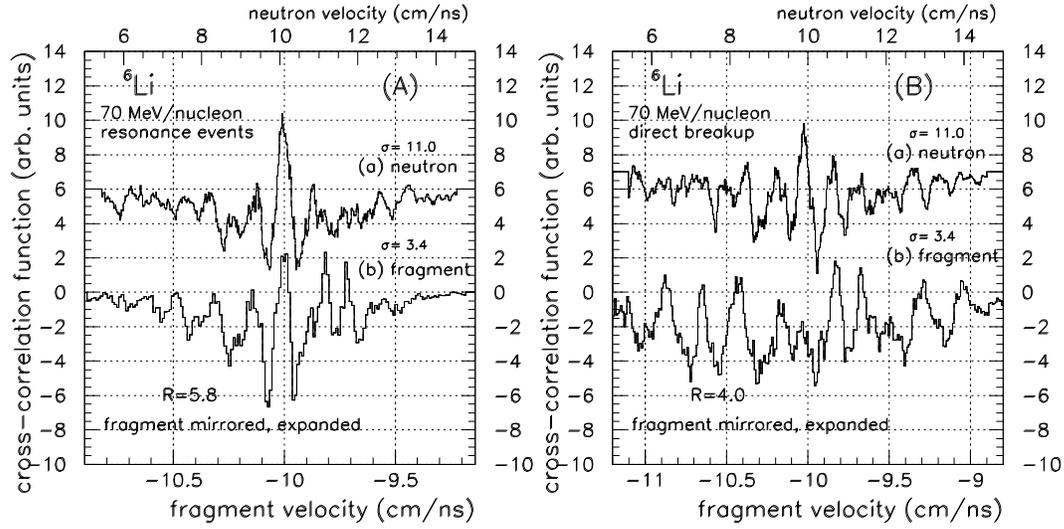 neutron velocity (cm/ns)
6 8 10 12 14
cross-correlation function (arb. units)
14
12
10
8
6
4
2
0
-2
-4
-6
-8
-10
⁶Li
(A)
70 MeV/nucleon
resonance events
σ= 11.0
(a) neutron
σ= 3.4
(b) fragment
R=5.8
fragment mirrored, expanded
14
12
10
8
6
4
2
0
-2
-4
-6
-8
-10
-10.5 -10 -9.5
fragment velocity (cm/ns)
neutron velocity (cm/ns)
6 8 10 12 14
cross-correlation function (arb. units)
14
12
10
8
6
4
2
0
-2
-4
-6
-8
-10
⁶Li
(B)
70 MeV/nucleon
direct breakup
σ= 11.0
(a) neutron
σ= 3.4
(b) fragment
R=4.0
fragment mirrored, expanded
14
12
10
8
6
4
2
0
-2
-4
-6
-8
-10
-11 -10.5 -10 -9.5 -9
fragment velocity (cm/ns)